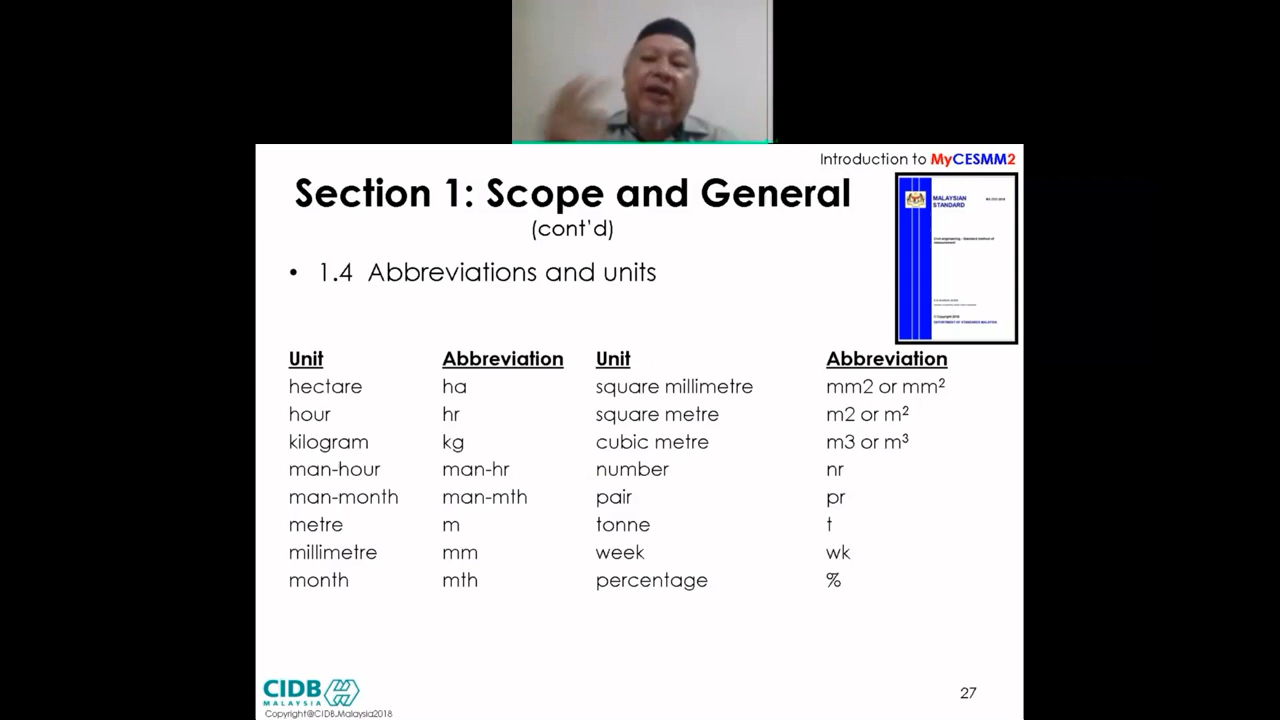 Introduction to MyCESMM2
Section 1: Scope and General
(cont'd)
MALAYSIAN
STANDARD
• 1.4 Abbreviations and units
Unit Abbreviation Unit Abbreviation
hectare ha square millimetre mm2 or mm²
hour hr square metre m2 or m²
kilogram kg cubic metre m3 or m³
man-hour man-hr number nr
man-month man-mth pair pr
metre m tonne t
millimetre mm week wk
month mth percentage %
CIDB
MALAYSIA
Copyright@CIDB.Malaysia2018
27